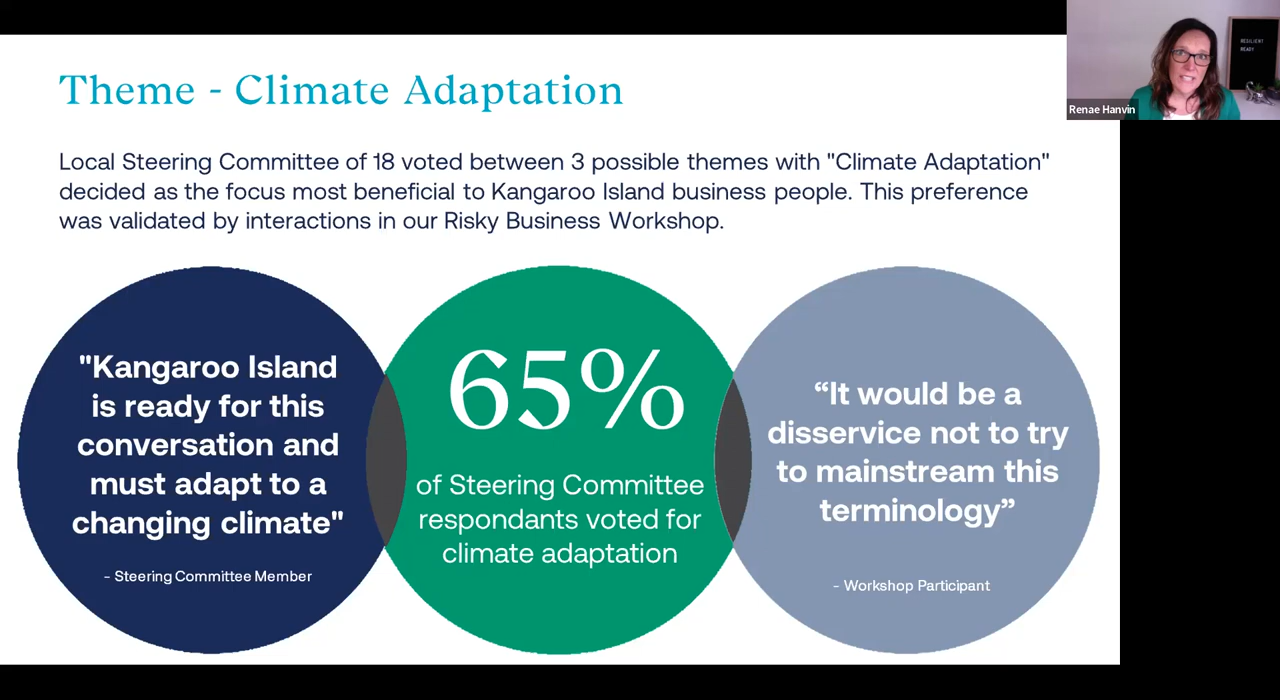 Theme - Climate Adaptation
Local Steering Committee of 18 voted between 3 possible themes with "Climate Adaptation"
decided as the focus most beneficial to Kangaroo Island business people. This preference
was validated by interactions in our Risky Business Workshop.
"Kangaroo Island
is ready for this
conversation and
must adapt to a
changing climate"
- Steering Committee Member
65%
of Steering Committee
respondants voted for
climate adaptation
“It would be a
disservice not to try
to mainstream this
terminology”
- Workshop Participant
RESILIENT
READY
Renae Hanvin